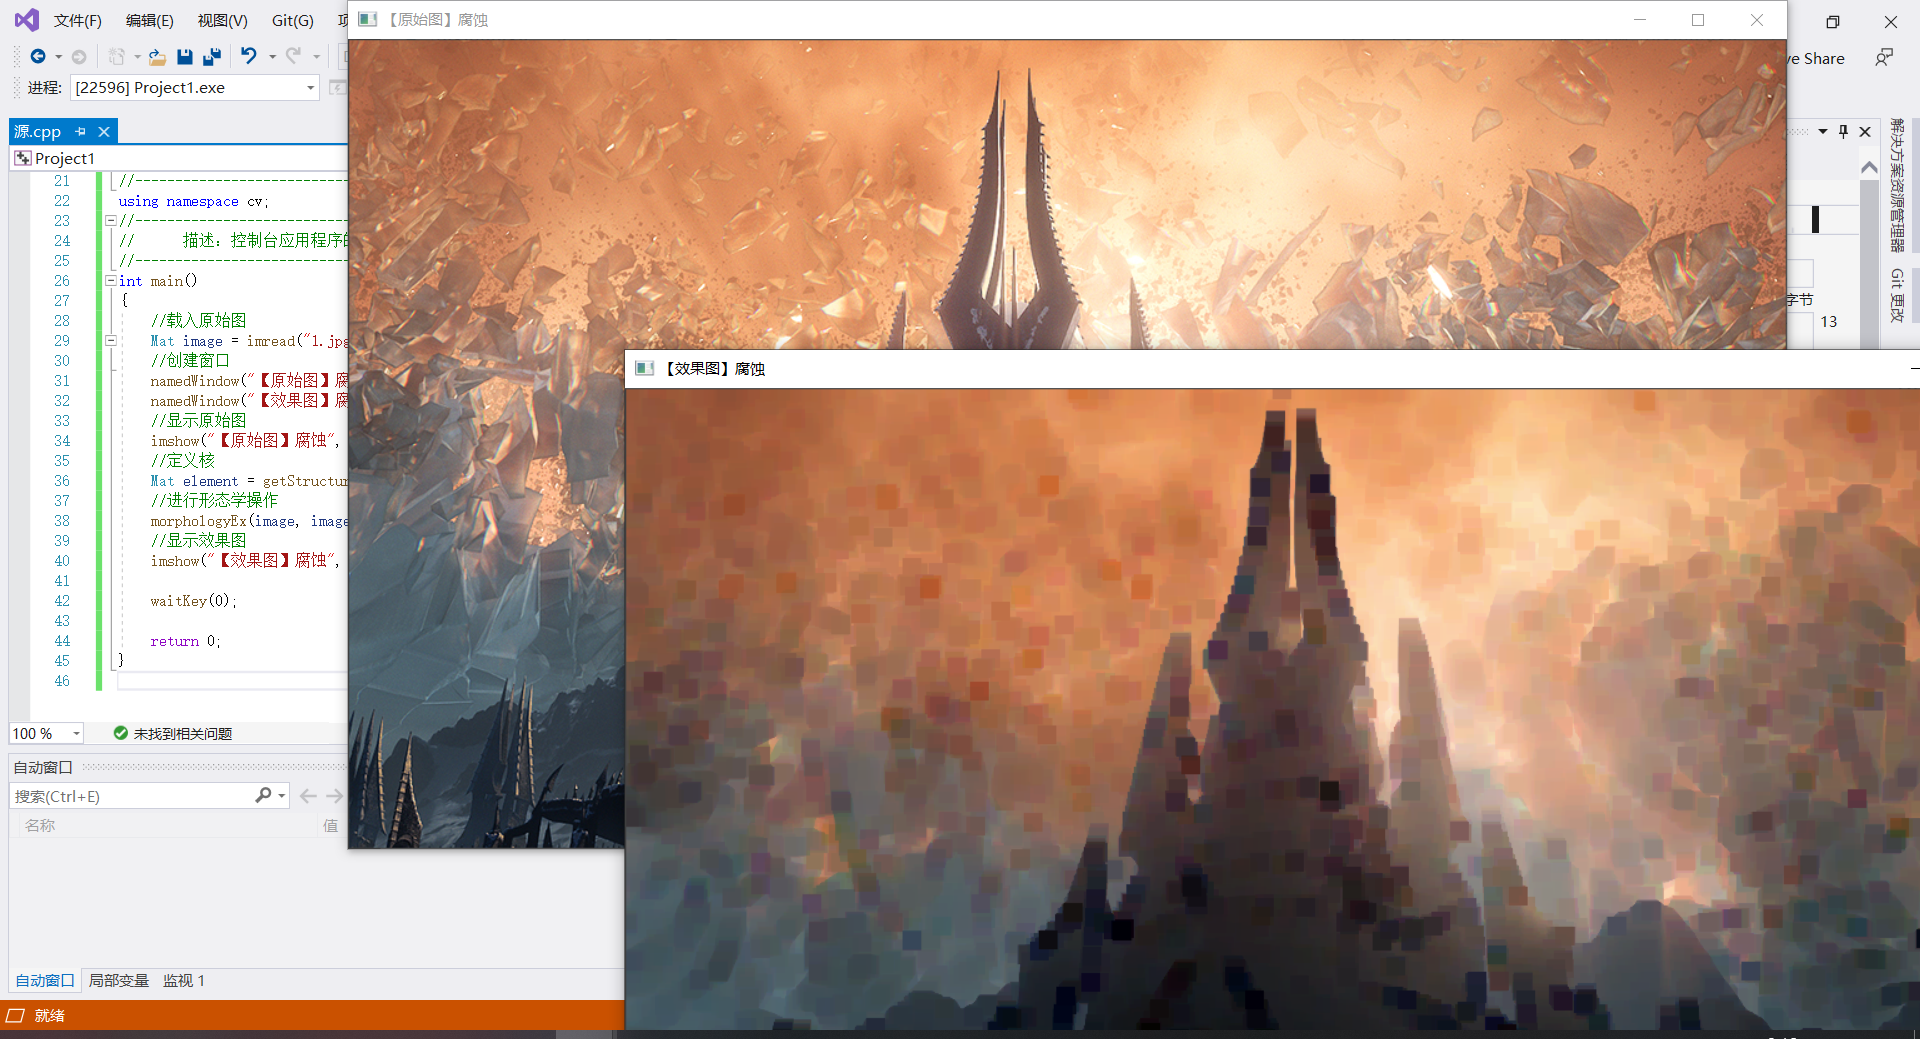 文件(F) 编辑(E) 视图(V) Git(G)
【原始图】腐蚀
Share
进程: [22596] Project1.exe
源.cpp
Project1
21 //---------------------------
22 using namespace cv;
23 //---------------------------
24 // 描述: 控制台应用程序的
25 //---------------------------
26 int main()
27 {
28 //载入原始图
29 Mat image = imread("1.jpg
30 //创建窗口
31 namedWindow("【原始图】腐
32 namedWindow("【效果图】腐
33 //显示原始图
34 imshow("【原始图】腐蚀",
35 //定义核
36 Mat element = getStructur
37 //进行形态学操作
38 morphologyEx(image, image
39 //显示效果图
40 imshow("【效果图】腐蚀",
41
42 waitKey(0);
43
44 return 0;
45 }
46
100 % 未找到相关问题
自动窗口
搜索(Ctrl+E)
名称 值
自动窗口 局部变量 监视 1
就绪
【效果图】腐蚀
解决方案资源管理器
Git 更改
字节
13